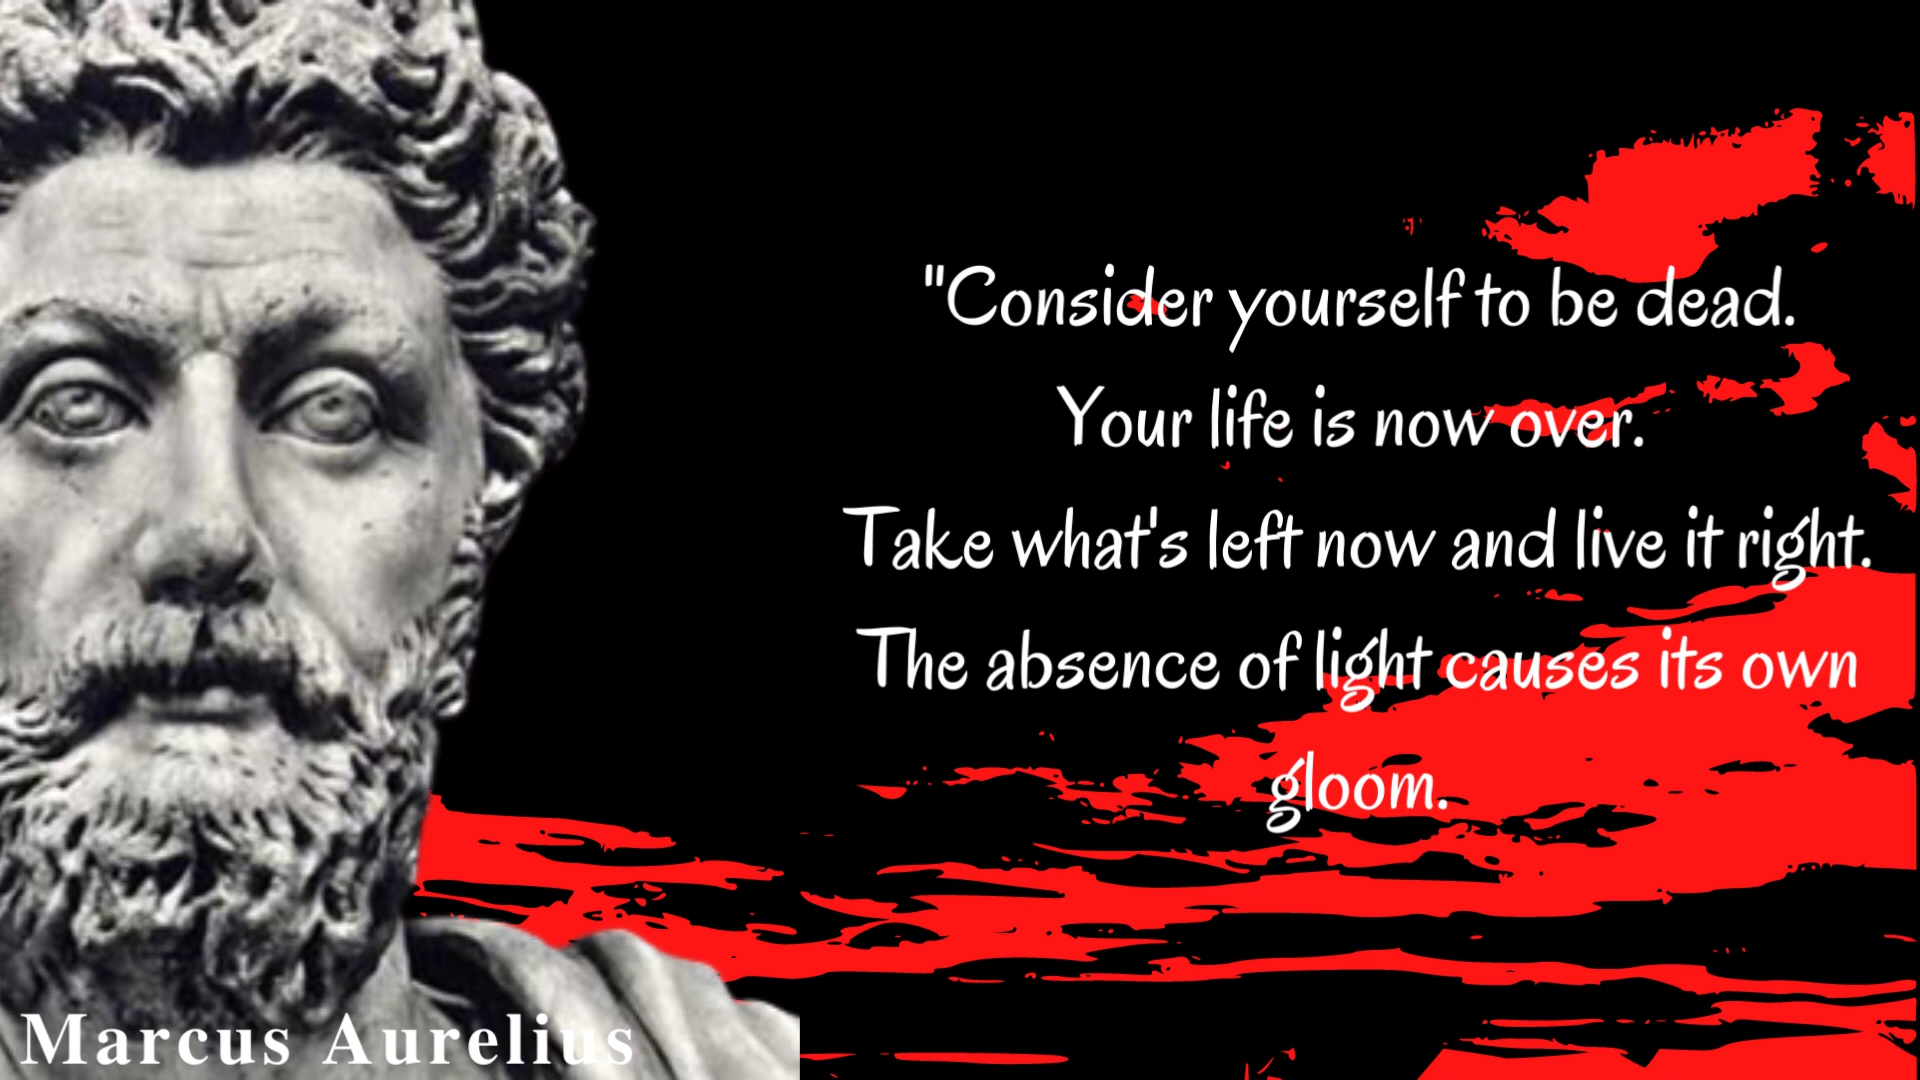 "Consider yourself to be dead.
Your life is now over.
Take what's left now and live it right.
The absence of light causes its own
gloom.
Marcus Aurelius